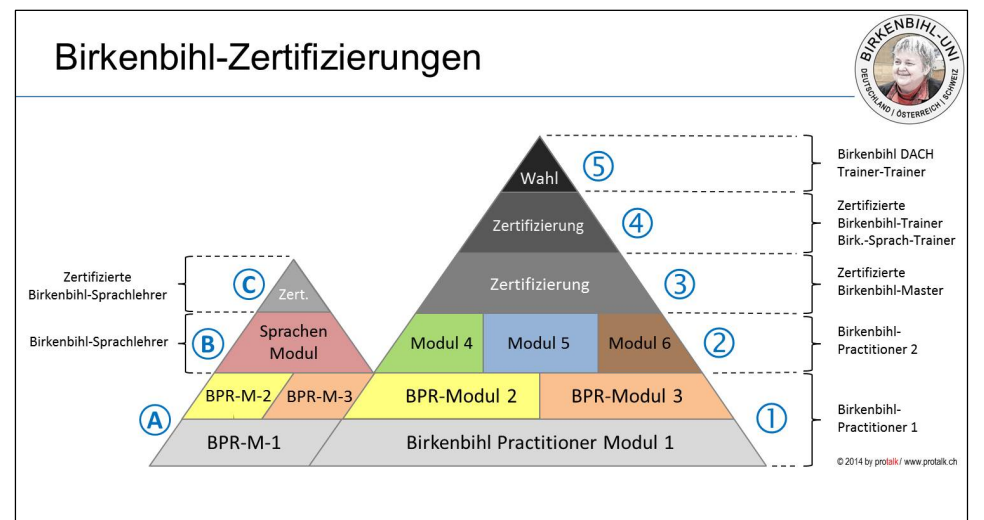 Birkenbihl-Zertifizierungen
BIRKENBIHL-UNI
DEUTSCHLAND | ÖSTERREICH | SCHWEIZ
Wahl
5
Birkenbihl DACH
Trainer-Trainer
Zertifizierung
4
Zertifizierte
Birkenbihl-Trainer
Birk.-Sprach-Trainer
Zertifizierte
Birkenbihl-Sprachlehrer
C
Zert.
Zertifizierung
3
Zertifizierte
Birkenbihl-Master
Birkenbihl-Sprachlehrer
B
Sprachen
Modul
Modul 4
Modul 5
Modul 6
2
Birkenbihl-
Practitioner 2
A
BPR-M-2
BPR-M-3
BPR-Modul 2
BPR-Modul 3
1
Birkenbihl-
Practitioner 1
BPR-M-1
Birkenbihl Practitioner Modul 1
© 2014 by protalk / www.protalk.ch